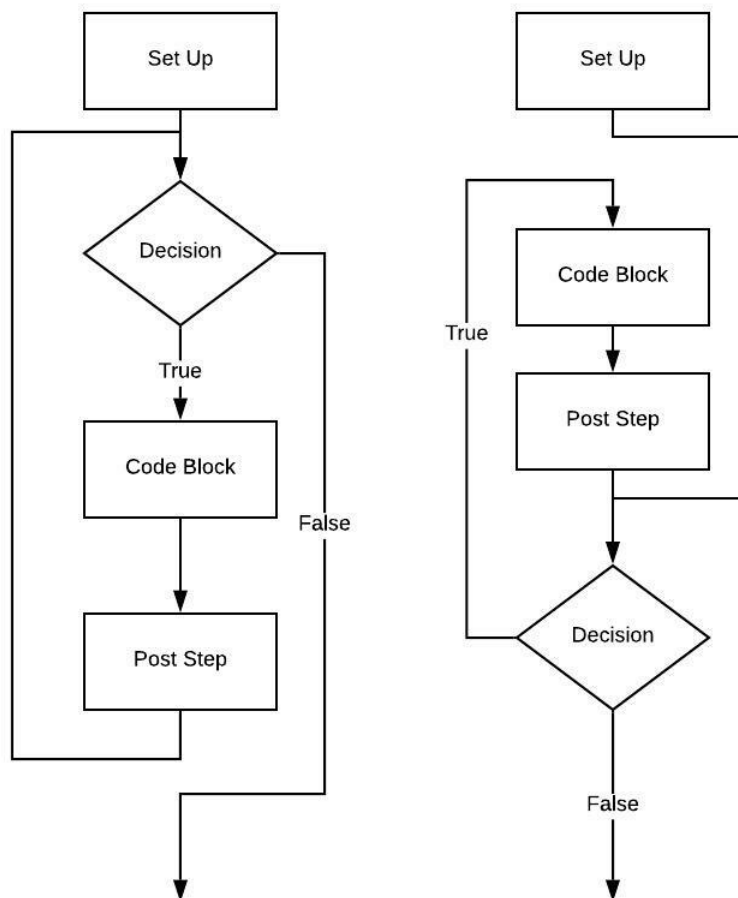 Set Up
Decision
True
Code Block
False
Post Step
Set Up
Code Block
True
Post Step
Decision
False